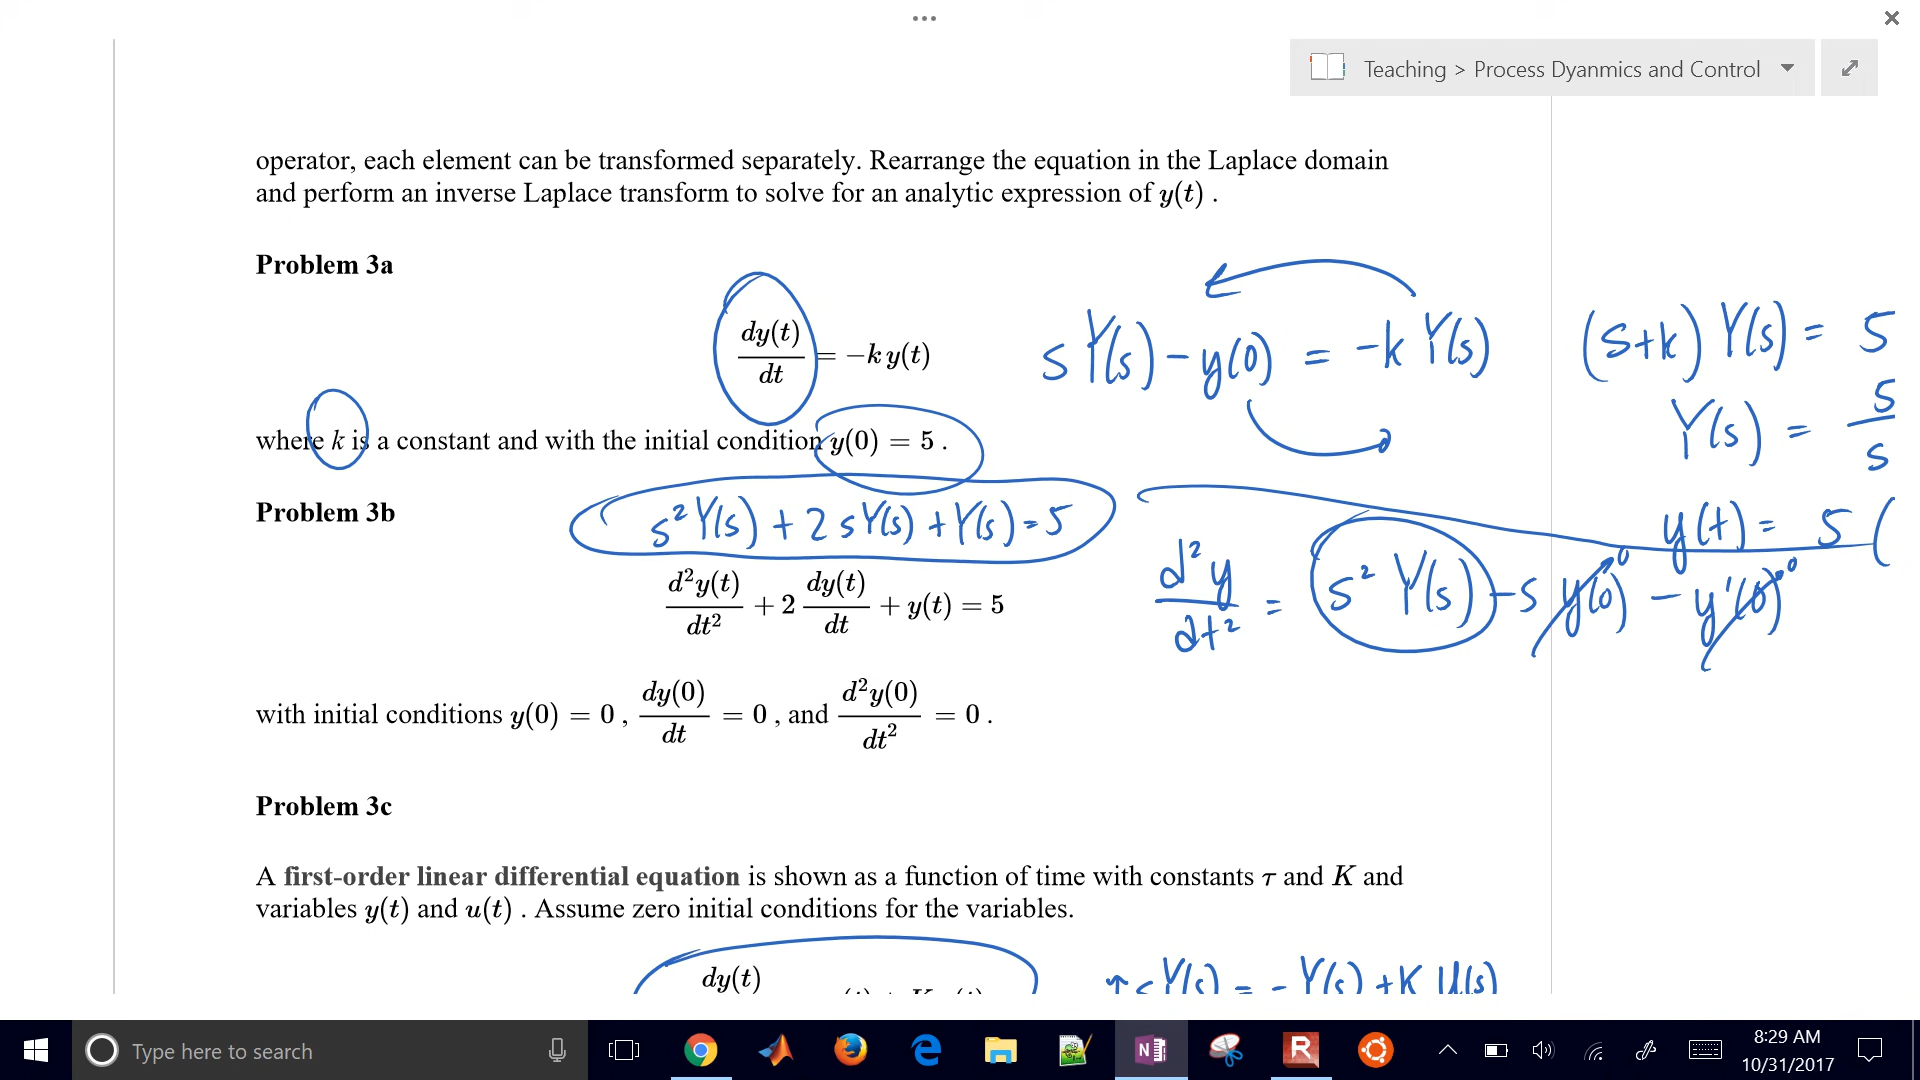 Teaching > Process Dyanmics and Control
operator, each element can be transformed separately. Rearrange the equation in the Laplace domain
and perform an inverse Laplace transform to solve for an analytic expression of y(t) .
Problem 3a
dy(t)/dt = −k y(t)
sY(s) − y(0) = −k Y(s)
(s+k) Y(s) = 5
Y(s) = 5/s
where k is a constant and with the initial condition y(0) = 5 .
Problem 3b
s² Y(s) + 2 sY(s) + Y(s) = 5
y(t) = 5 (
d²y(t)/dt² + 2 dy(t)/dt + y(t) = 5
d²y/dt² = s² Y(s) − s y(0) − y'(0)
0
0
with initial conditions y(0) = 0 , dy(0)/dt = 0 , and d²y(0)/dt² = 0 .
Problem 3c
A first-order linear differential equation is shown as a function of time with constants τ and K and
variables y(t) and u(t) . Assume zero initial conditions for the variables.
dy(t)
Y(s) = − Y(s) + K U(s)
Type here to search
8:29 AM
10/31/2017